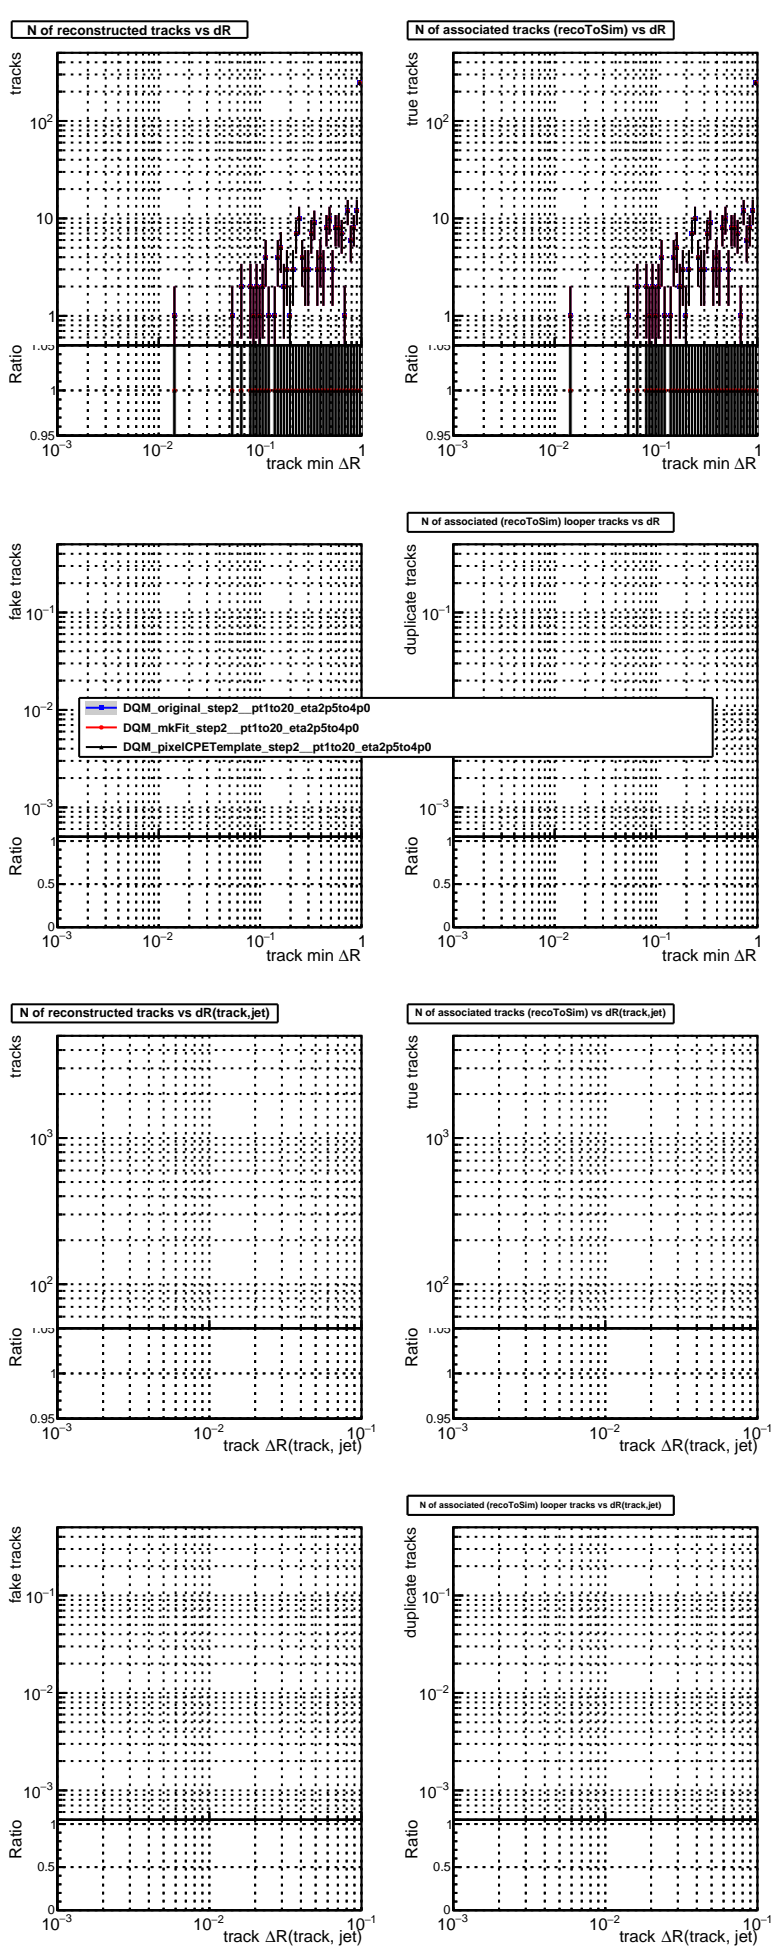 N of reconstructed tracks vs dR
N of associated tracks (recoToSim) vs dR
tracks
10²
10
1
Ratio
1.05
1
0.95
10⁻³ 10⁻² 10⁻¹ 1
track min ΔR
true tracks
10²
10
1
Ratio
1.05
1
0.95
10⁻³ 10⁻² 10⁻¹ 1
track min ΔR
N of associated (recoToSim) looper tracks vs dR
fake tracks
10⁻¹
10⁻²
10⁻³
Ratio
1
0.5
0
10⁻³ 10⁻² 10⁻¹ 1
track min ΔR
duplicate tracks
10⁻¹
10⁻³
Ratio
1
0.5
0
10⁻³ 10⁻² 10⁻¹ 1
track min ΔR
DQM_original_step2__pt1to20_eta2p5to4p0
DQM_mkFit_step2__pt1to20_eta2p5to4p0
DQM_pixelCPETemplate_step2__pt1to20_eta2p5to4p0
N of reconstructed tracks vs dR(track,jet)
N of associated tracks (recoToSim) vs dR(track,jet)
tracks
10³
10²
Ratio
1.05
1
0.95
10⁻³ 10⁻² 10⁻¹
track ΔR(track, jet)
true tracks
10³
10²
Ratio
1.05
1
0.95
10⁻³ 10⁻² 10⁻¹
track ΔR(track, jet)
N of associated (recoToSim) looper tracks vs dR(track,jet)
fake tracks
10⁻¹
10⁻²
10⁻³
Ratio
1
0.5
0
10⁻³ 10⁻² 10⁻¹
track ΔR(track, jet)
duplicate tracks
10⁻¹
10⁻²
10⁻³
Ratio
1
0.5
0
10⁻³ 10⁻² 10⁻¹
track ΔR(track, jet)